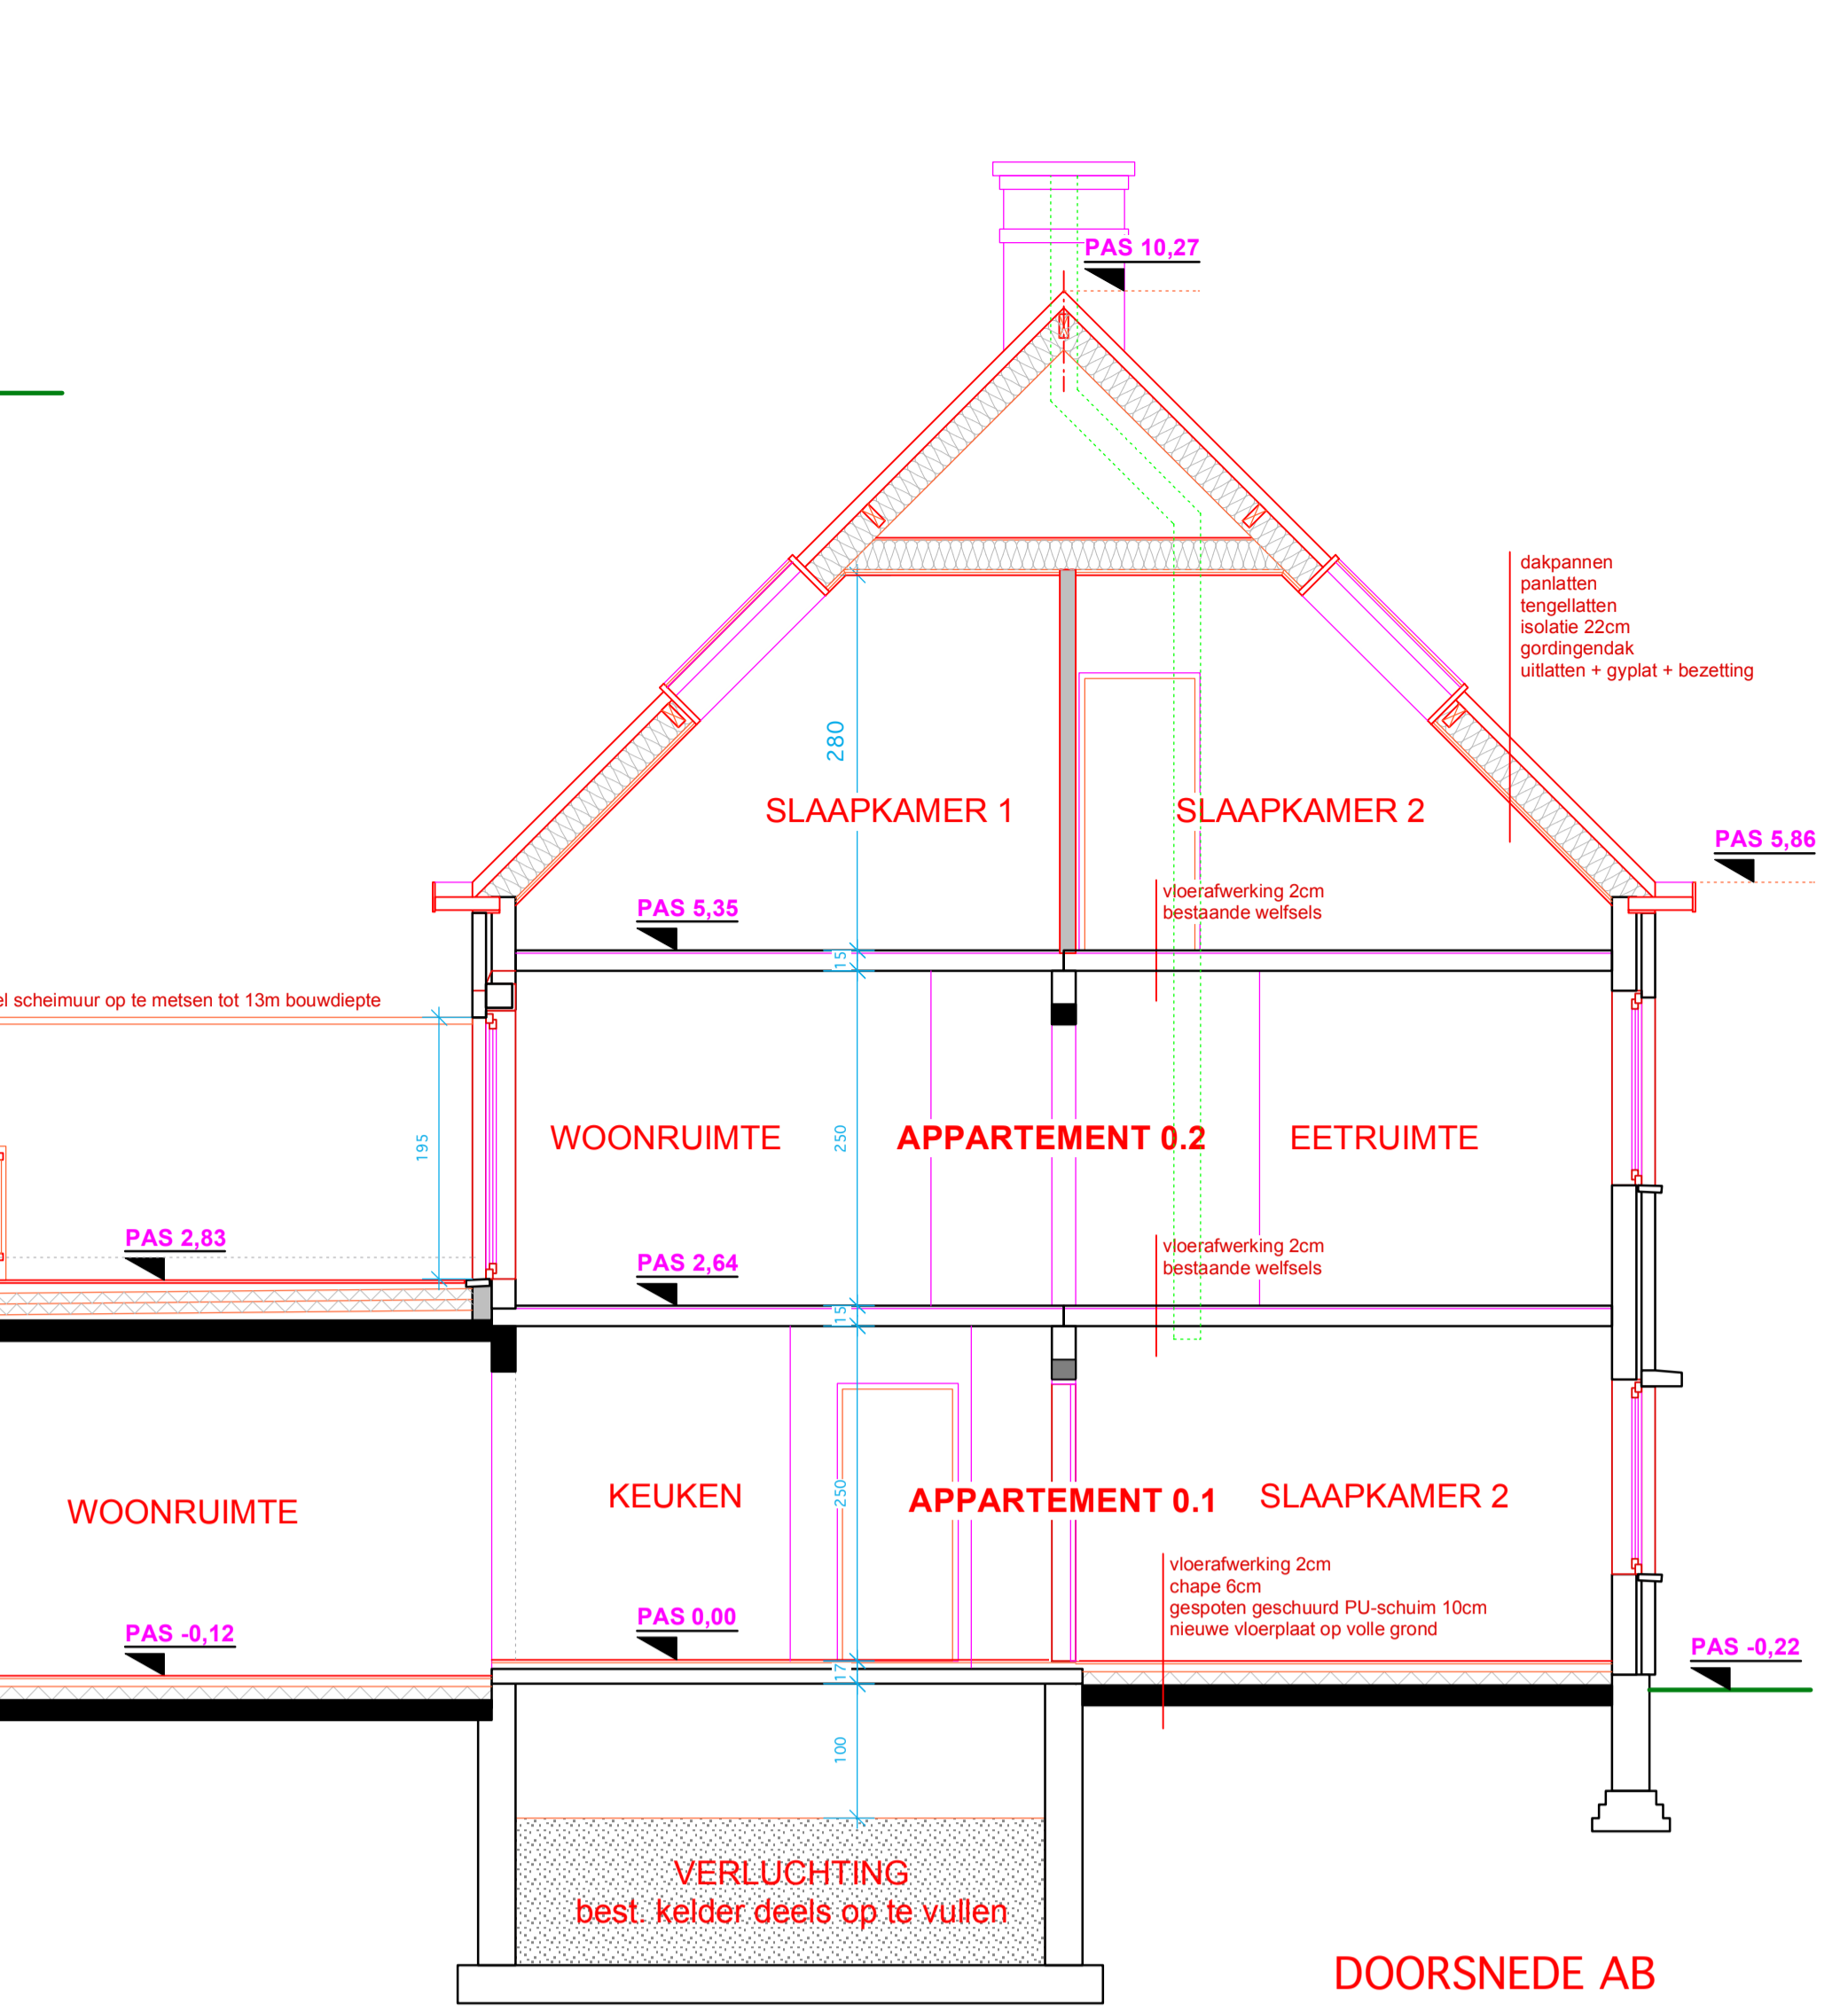 PAS 10,27
dakpannen
panlatten
tengellatten
isolatie 22cm
gordingendak
uitlatten + gyplat + bezetting
280
SLAAPKAMER 1
SLAAPKAMER 2
PAS 5,86
vloerafwerking 2cm
bestaande welfsels
PAS 5,35
15
scheimuur op te metsen tot 13m bouwdiepte
195
WOONRUIMTE
250
APPARTEMENT 0.2
EETRUIMTE
PAS 2,83
PAS 2,64
vloerafwerking 2cm
bestaande welfsels
15
WOONRUIMTE
KEUKEN
250
APPARTEMENT 0.1
SLAAPKAMER 2
vloerafwerking 2cm
chape 6cm
gespoten geschuurd PU-schuim 10cm
nieuwe vloerplaat op volle grond
PAS -0,12
PAS 0,00
PAS -0,22
17
100
VERLUCHTING
best. kelder deels op te vullen
DOORSNEDE AB